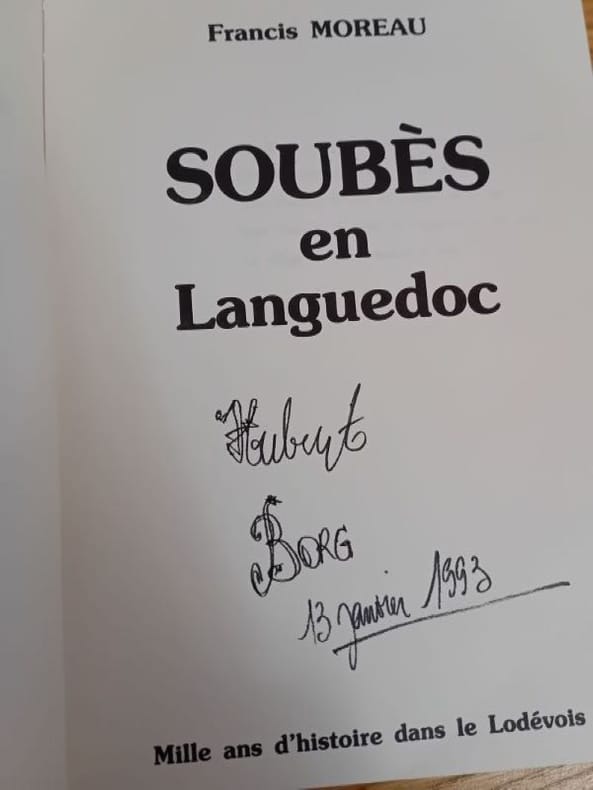 Francis MOREAU
SOUBÈS
en
Languedoc
Hubert
BORG
13 janvier 1993
Mille ans d'histoire dans le Lodévois